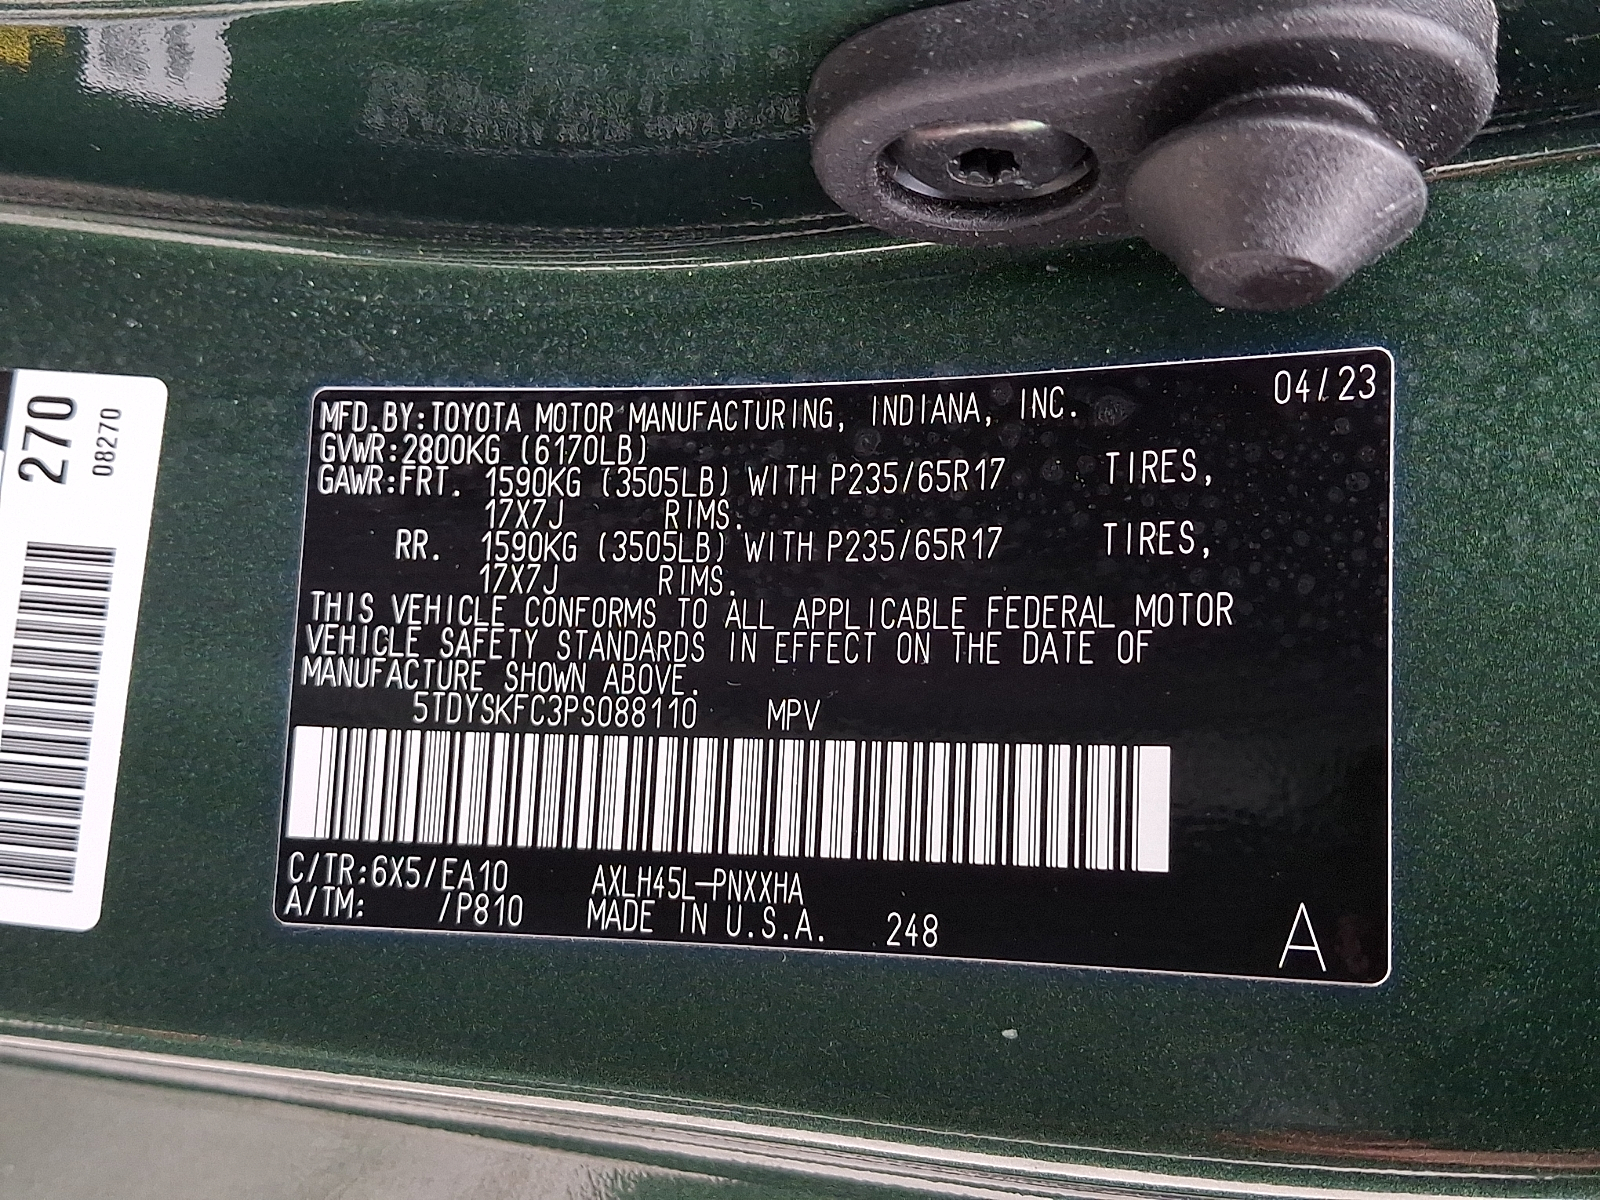 270
08270
04/23
MFD.BY:TOYOTA MOTOR MANUFACTURING, INDIANA, INC.
GVWR:2800KG (6170LB)
GAWR:FRT. 1590KG (3505LB) WITH P235/65R17 TIRES,
17X7J RIMS.
RR. 1590KG (3505LB) WITH P235/65R17 TIRES,
17X7J RIMS.
THIS VEHICLE CONFORMS TO ALL APPLICABLE FEDERAL MOTOR
VEHICLE SAFETY STANDARDS IN EFFECT ON THE DATE OF
MANUFACTURE SHOWN ABOVE.
5TDYSKFC3PS088110 MPV
C/TR:6X5/EA10 AXLH45L-PNXXHA
A/TM: /P810 MADE IN U.S.A. 248
A